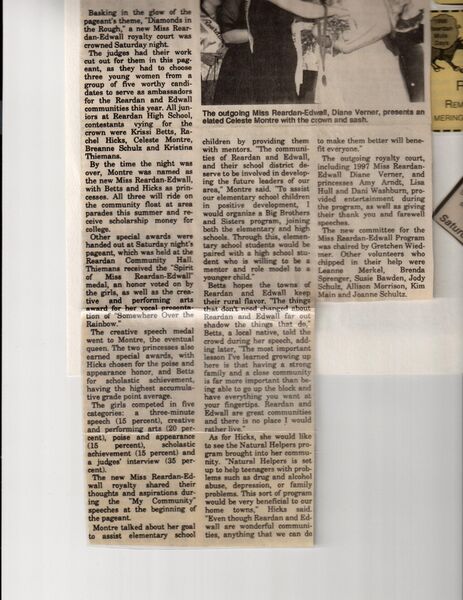 Basking in the glow of the
pageant's theme, "Diamonds in
the Rough," a new Miss Rear-
dan-Edwall royalty court was
crowned Saturday night.
The judges had their work
cut out for them in this pag-
eant, as they had to choose
three young women from a
group of five worthy candi-
dates to serve as ambassadors
for the Reardan and Edwall
communities this year. All jun-
iors at Reardan High School,
contestants vying for the
crown were Krissi Betts, Ra-
chel Hicks, Celeste Montre,
Breanne Schulz and Kristina
Thiemans.
By the time the night was
over, Montre was named as
the new Miss Reardan-Edwall,
with Betts and Hicks as prin-
cesses. All three will ride on
the community float at area
parades this summer and re-
ceive scholarship money for
college.
Other special awards were
handed out at Saturday night's
pageant, which was held at the
Reardan Community Hall.
Thiemans received the "Spirit
of Miss Reardan-Edwall"
medal, an honor voted on by
the girls, as well as the cre-
ative and performing arts
award for her vocal presenta-
tion of "Somewhere Over the
Rainbow."
The creative speech medal
went to Montre, the eventual
queen. The two princesses also
earned special awards, with
Hicks chosen for the poise and
appearance honor, and Betts
for scholastic achievement,
having the highest accumula-
tive grade point average.
The girls competed in five
categories: a three-minute
speech (15 percent), creative
and performing arts (20 per-
cent), poise and appearance
(15 percent), scholastic
achievement (15 percent) and
a judges' interview (35 per-
cent).
The new Miss Reardan-Ed-
wall royalty shared their
thoughts and aspirations dur-
ing the "My Community"
speeches at the beginning of
the pageant.
Montre talked about her goal
to assist elementary school
The outgoing Miss Reardan-Edwall, Diane Verner, presents an
elated Celeste Montre with the crown and sash.
children by providing them
with mentors. "The communi-
ties of Reardan and Edwall,
and their school district de-
serve to be involved in develop-
ing the future leaders of our
area," Montre said. "To assist
our elementary school children
in positive development, I
would organize a Big Brothers
and Sisters program, joining
both the elementary and high
schools. Through this, elemen-
tary school students would be
paired with a high school stu-
dent who is willing to be a
mentor and role model to a
younger child."
Betts hopes the towns of
Reardan and Edwall keep
their rural flavor. "The things
that don't need changed about
Reardan and Edwall far out
shadow the things that do,"
Betts, a local native, told the
crowd during her speech, add-
ing later, "The most important
lesson I've learned growing up
here is that having a strong
family and a close community
is far more important than be-
ing able to go up the block and
have everything you want at
your fingertips. Reardan and
Edwall are great communities
and there is no place I would
rather live."
As for Hicks, she would like
to see the Natural Helpers pro-
gram brought into her commu-
nity. "Natural Helpers is set
up to help teenagers with prob-
lems such as drug and alcohol
abuse, depression, or family
problems. This sort of program
would be very beneficial to our
home towns," Hicks said.
"Even though Reardan and Ed-
wall are wonderful communi-
ties, anything that we can do
to make them better will bene-
fit everyone."
The outgoing royalty court,
including 1997 Miss Reardan-
Edwall Diane Verner, and
princesses Amy Arndt, Lisa
Hull and Dani Washburn, pro-
vided entertainment during
the program, as well as giving
their thank you and farewell
speeches.
The new committee for the
Miss Reardan-Edwall Program
was chaired by Gretchen Wied-
mer. Other volunteers who
chipped in their help were
Leanne Merkel, Brenda
Sprenger, Susie Bawden, Jody
Schulz, Allison Morrison, Kim
Main and Joanne Schulz.
1998
Reardan
Mule
Days
REM
MERING
Satur